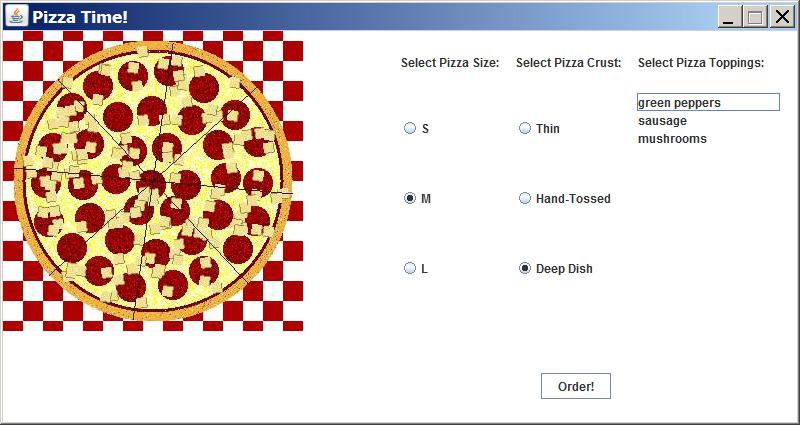 Pizza Time!
Select Pizza Size: Select Pizza Crust: Select Pizza Toppings:
green peppers
sausage
mushrooms
S Thin
M Hand-Tossed
L Deep Dish
Order!